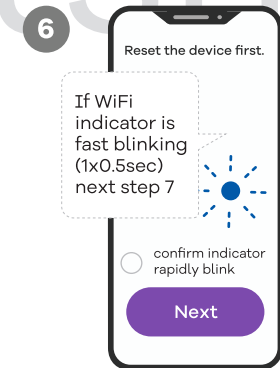 6
Reset the device first.
If WiFi
indicator is
fast blinking
(1x0.5sec)
next step 7
confirm indicator
rapidly blink
Next